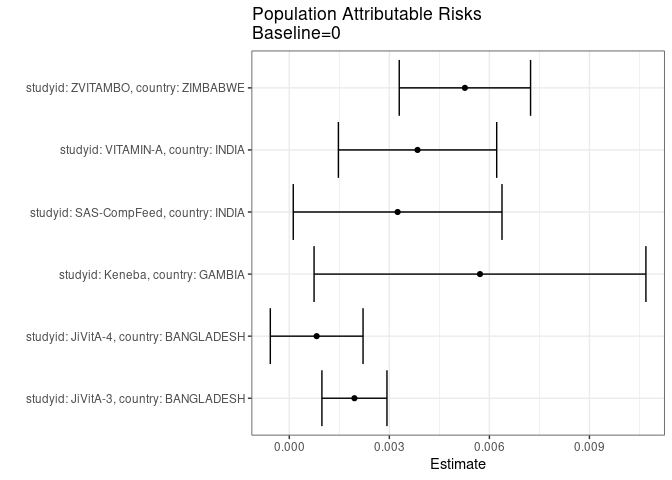 Population Attributable Risks
Baseline=0
studyid: ZVITAMBO, country: ZIMBABWE
studyid: VITAMIN-A, country: INDIA
studyid: SAS-CompFeed, country: INDIA
studyid: Keneba, country: GAMBIA
studyid: JiVitA-4, country: BANGLADESH
studyid: JiVitA-3, country: BANGLADESH
0.000 0.003 0.006 0.009
Estimate